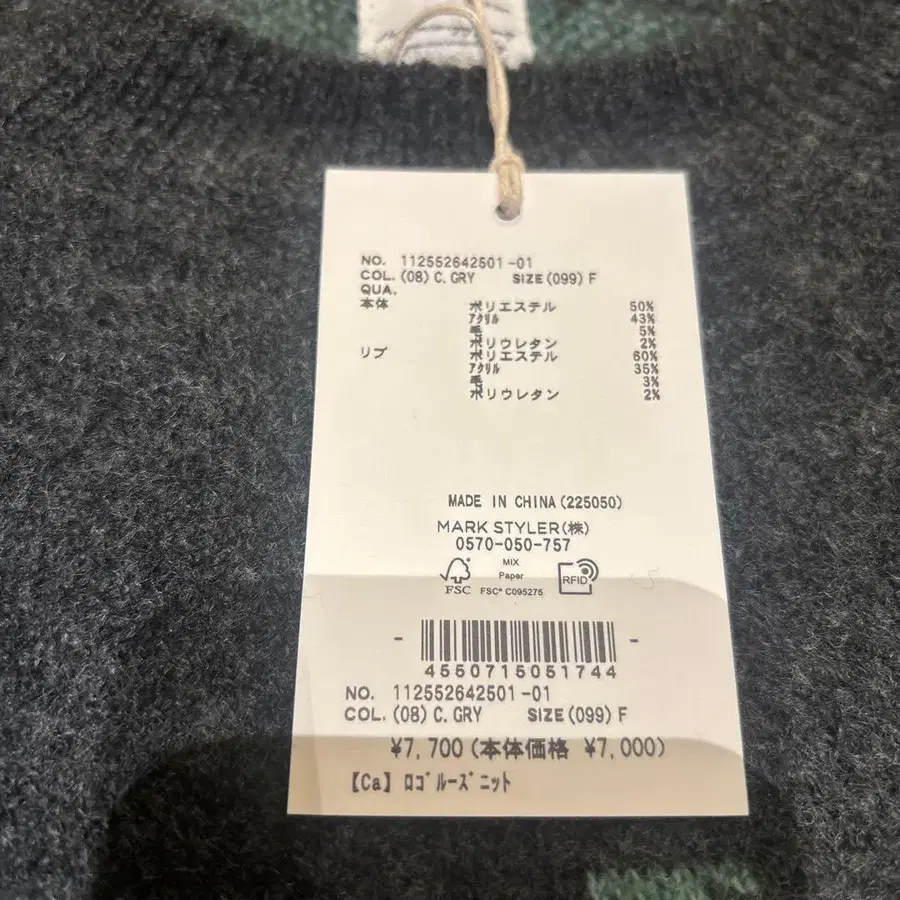 NO. 112552642501-01
COL. (08) C. GRY SIZE (099) F
QUA.
本体 ポリエステル 50%
アクリル 43%
毛 5%
ポリウレタン 2%
リブ ポリエステル 60%
アクリル 35%
毛 3%
ポリウレタン 2%
MADE IN CHINA (225050)
MARK STYLER(株)
0570-050-757
MIX
Paper
FSC FSC® C095275
RFID
4550715051744
NO. 112552642501-01
COL. (08) C. GRY SIZE (099) F
¥7,700 (本体価格 ¥7,000)
【Ca】ロゴルーズニット